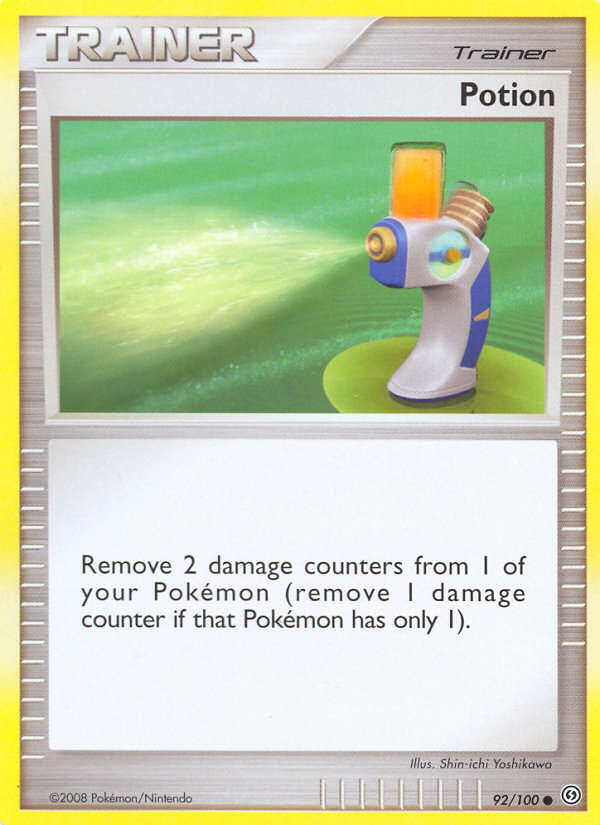 TRAINER
Trainer
Potion
Remove 2 damage counters from 1 of
your Pokémon (remove 1 damage
counter if that Pokémon has only 1).
Illus. Shin-ichi Yoshikawa
©2008 Pokémon/Nintendo
92/100